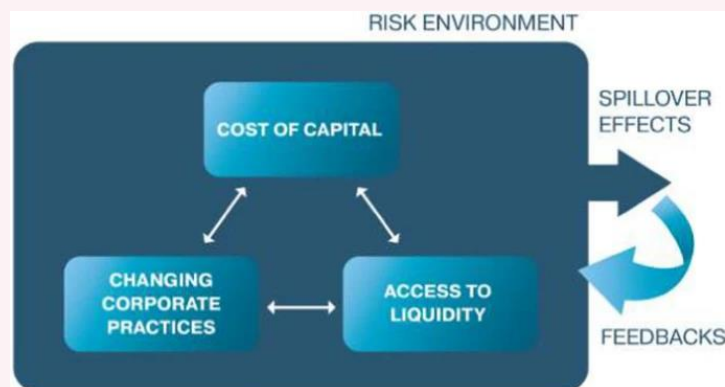 RISK ENVIRONMENT
COST OF CAPITAL
SPILLOVER
EFFECTS
CHANGING
CORPORATE
PRACTICES
ACCESS TO
LIQUIDITY
FEEDBACKS